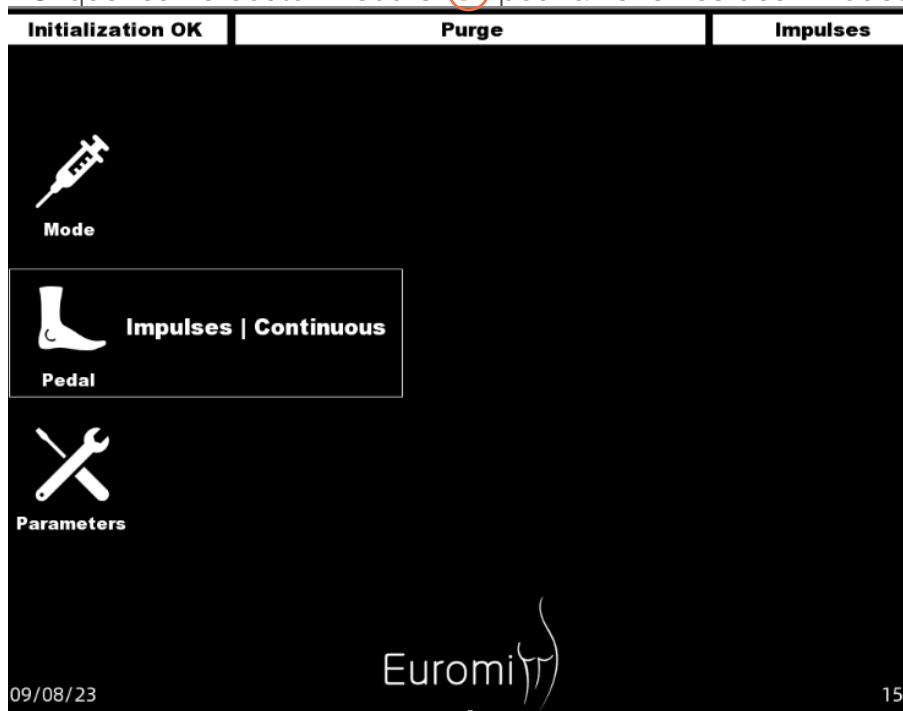 Initialization OK
Purge
Impulses
Mode
Impulses | Continuous
Pedal
Parameters
Euromi
09/08/23
15